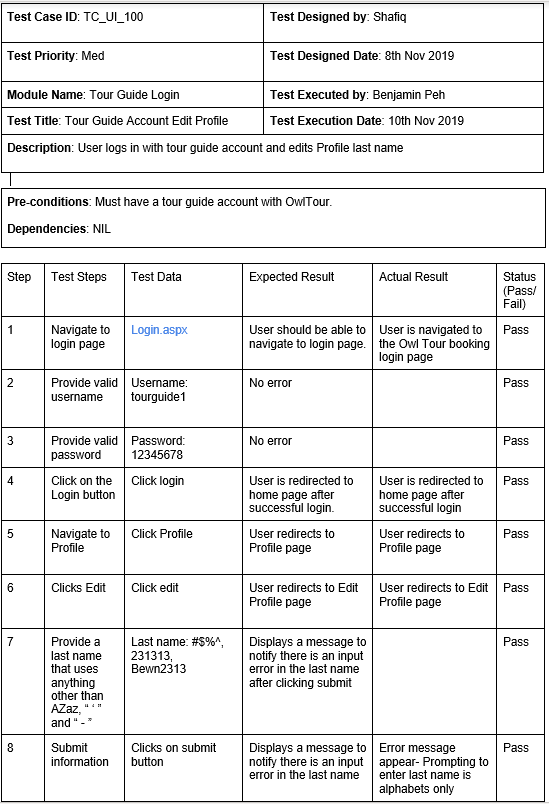 Test Case ID: TC_UI_100
Test Designed by: Shafiq
Test Priority: Med
Test Designed Date: 8th Nov 2019
Module Name: Tour Guide Login
Test Executed by: Benjamin Peh
Test Title: Tour Guide Account Edit Profile
Test Execution Date: 10th Nov 2019
Description: User logs in with tour guide account and edits Profile last name
Pre-conditions: Must have a tour guide account with OwlTour.
Dependencies: NIL
Step
Test Steps
Test Data
Expected Result
Actual Result
Status
(Pass/
Fail)
1
Navigate to
login page
Login.aspx
User should be able to
navigate to login page.
User is navigated to
the Owl Tour booking
login page
Pass
2
Provide valid
username
Username:
tourguide1
No error
Pass
3
Provide valid
password
Password:
12345678
No error
Pass
4
Click on the
Login button
Click login
User is redirected to
home page after
successful login.
User is redirected to
home page after
successful login
Pass
5
Navigate to
Profile
Click Profile
User redirects to
Profile page
User redirects to
Profile page
Pass
6
Clicks Edit
Click edit
User redirects to Edit
Profile page
User redirects to Edit
Profile page
Pass
7
Provide a
last name
that uses
anything
other than
AZaz, “ ‘ ”
and “ - ”
Last name: #$%^,
231313,
Bewn2313
Displays a message to
notify there is an input
error in the last name
after clicking submit
Pass
8
Submit
information
Clicks on submit
button
Displays a message to
notify there is an input
error in the last name
Error message
appear- Prompting to
enter last name is
alphabets only
Pass